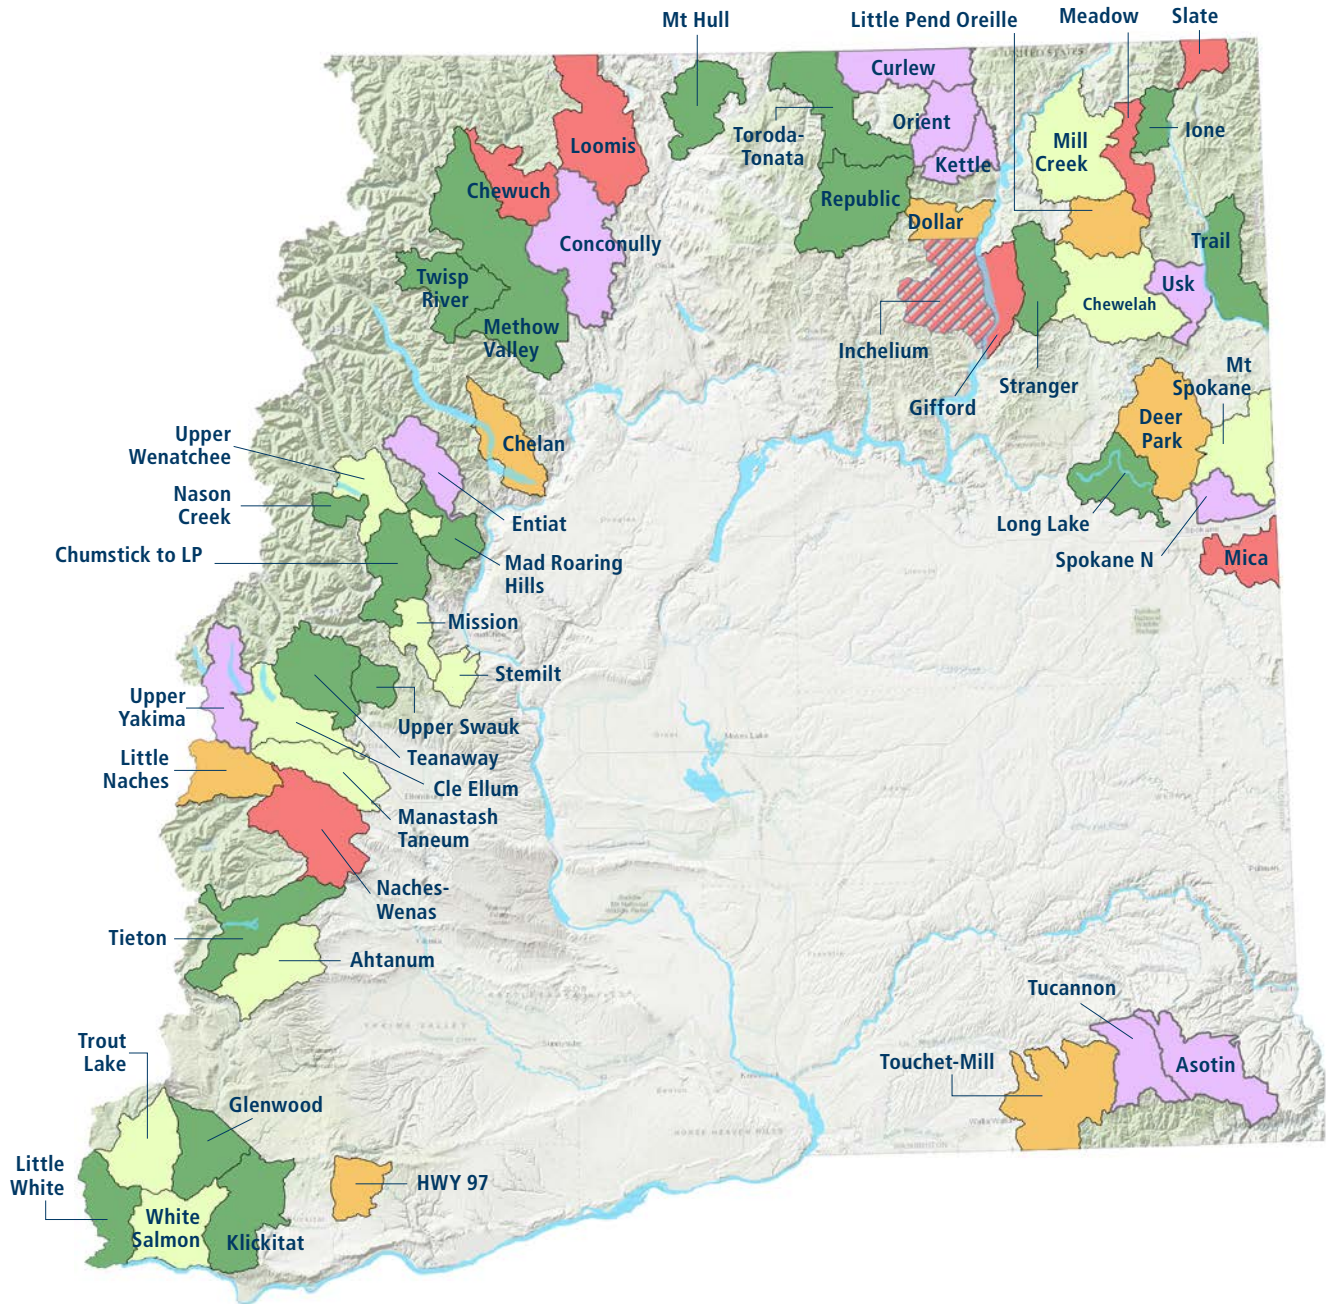 Mt Hull
Little Pend Oreille
Meadow
Slate
Curlew
Orient
Toroda-
Tonata
Kettle
Mill
Creek
Ione
Loomis
Chewuch
Republic
Dollar
Conconully
Trail
Twisp
River
Usk
Chewelah
Methow
Valley
Inchelium
Stranger
Gifford
Mt
Spokane
Deer
Park
Chelan
Upper
Wenatchee
Nason
Creek
Entiat
Long Lake
Chumstick to LP
Mad Roaring
Hills
Spokane N
Mica
Mission
Stemilt
Upper
Yakima
Upper Swauk
Little
Naches
Teanaway
Cle Ellum
Manastash
Taneum
Naches-
Wenas
Tieton
Ahtanum
Tucannon
Trout
Lake
Touchet-Mill
Asotin
Glenwood
Little
White
HWY 97
White
Salmon
Klickitat